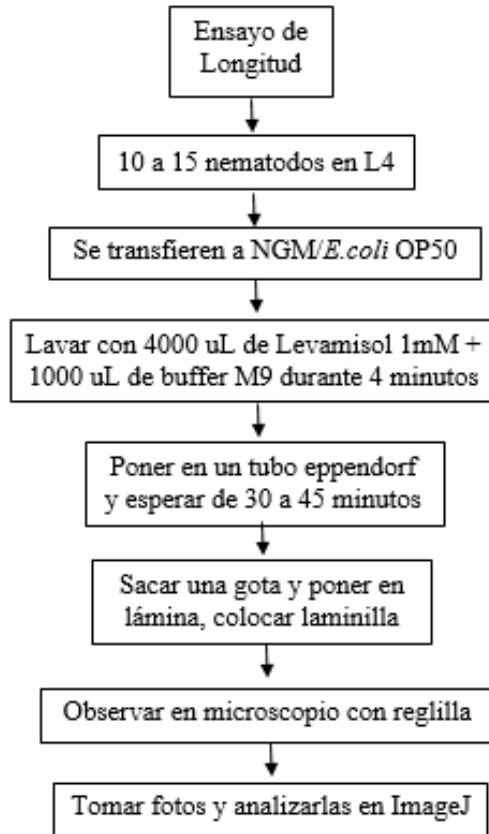 Ensayo de
Longitud
10 a 15 nematodos en L4
Se transfieren a NGM/E.coli OP50
Lavar con 4000 uL de Levamisol 1mM +
1000 uL de buffer M9 durante 4 minutos
Poner en un tubo eppendorf
y esperar de 30 a 45 minutos
Sacar una gota y poner en
lámina, colocar laminilla
Observar en microscopio con reglilla
Tomar fotos y analizarlas en ImageJ